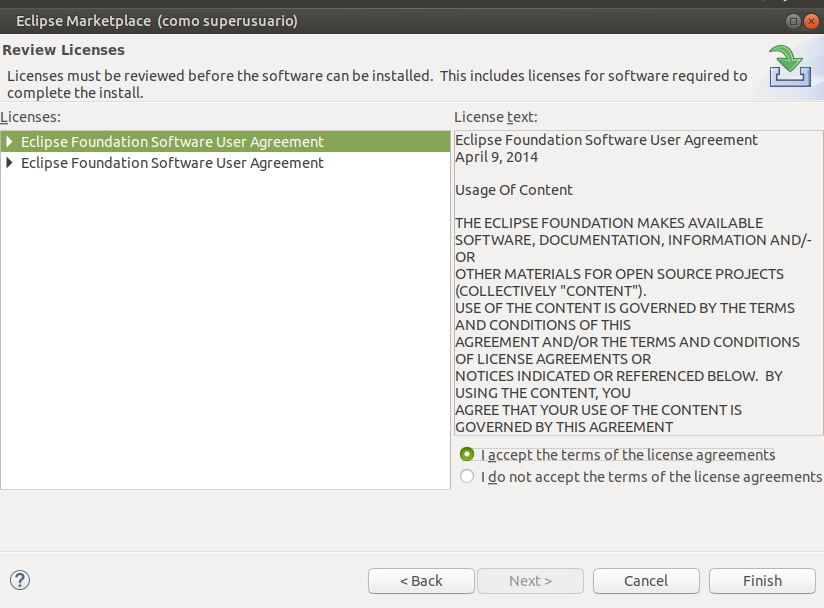 Eclipse Marketplace  (como superusuario)
Review Licenses
Licenses must be reviewed before the software can be installed.  This includes licenses for software required to
complete the install.
Licenses:
Eclipse Foundation Software User Agreement
Eclipse Foundation Software User Agreement
License text:
Eclipse Foundation Software User Agreement
April 9, 2014
Usage Of Content
THE ECLIPSE FOUNDATION MAKES AVAILABLE
SOFTWARE, DOCUMENTATION, INFORMATION AND/-
OR
OTHER MATERIALS FOR OPEN SOURCE PROJECTS
(COLLECTIVELY "CONTENT").
USE OF THE CONTENT IS GOVERNED BY THE TERMS
AND CONDITIONS OF THIS
AGREEMENT AND/OR THE TERMS AND CONDITIONS
OF LICENSE AGREEMENTS OR
NOTICES INDICATED OR REFERENCED BELOW.  BY
USING THE CONTENT, YOU
AGREE THAT YOUR USE OF THE CONTENT IS
GOVERNED BY THIS AGREEMENT
I accept the terms of the license agreements
I do not accept the terms of the license agreements
?
< Back
Next >
Cancel
Finish